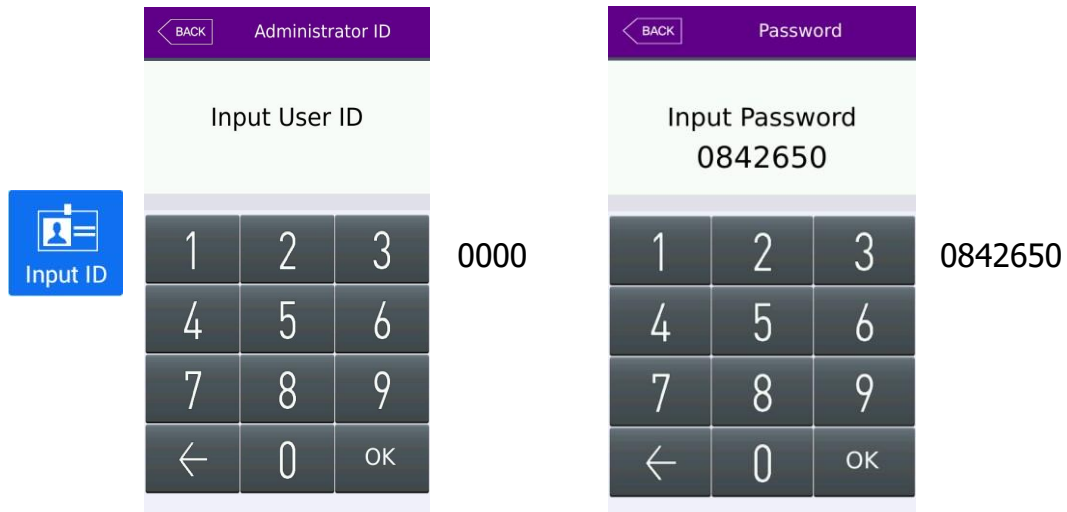 Input ID
BACK Administrator ID
Input User ID
1 2 3
4 5 6
7 8 9
← 0 OK
0000
BACK Password
Input Password
0842650
1 2 3
4 5 6
7 8 9
← 0 OK
0842650